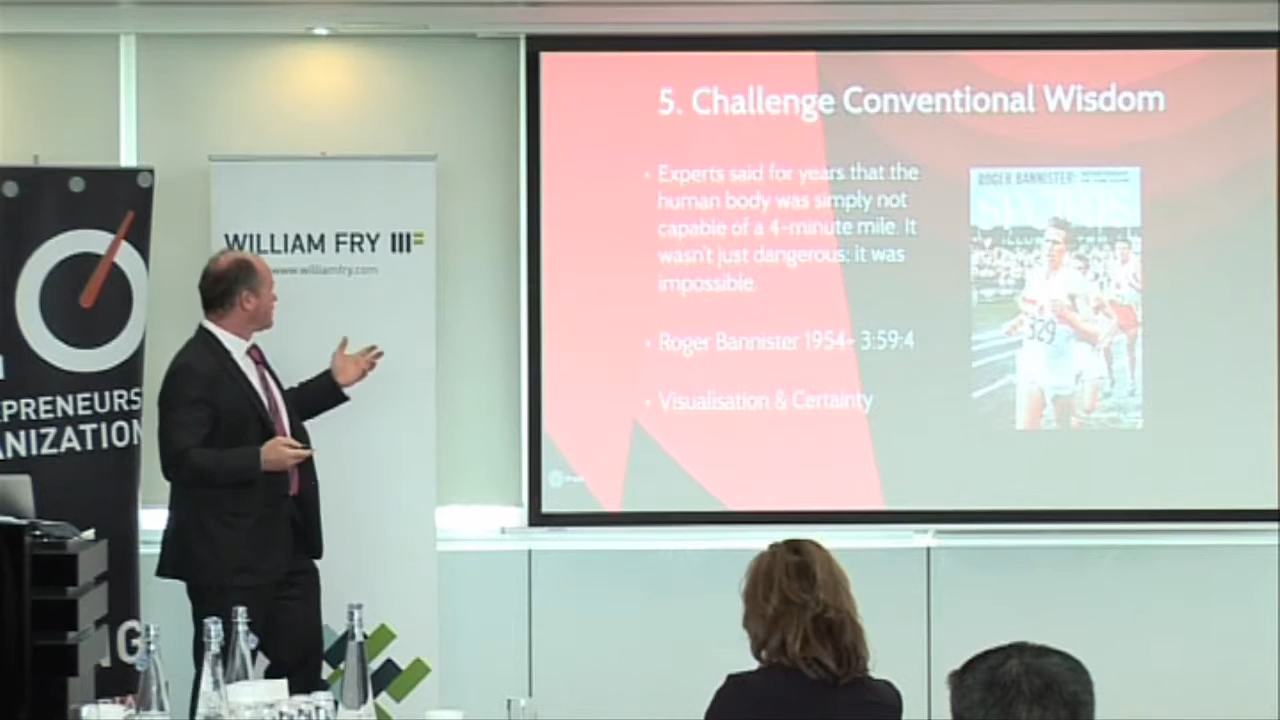 5. Challenge Conventional Wisdom
• Experts said for years that the
human body was simply not
capable of a 4-minute mile. It
wasn't just dangerous; it was
impossible.
• Roger Bannister 1954- 3:59:4
• Visualisation & Certainty
ROGER BANNISTER:
329
WILLIAM FRY
www.williamfry.com
PRENEURS
ANIZATION